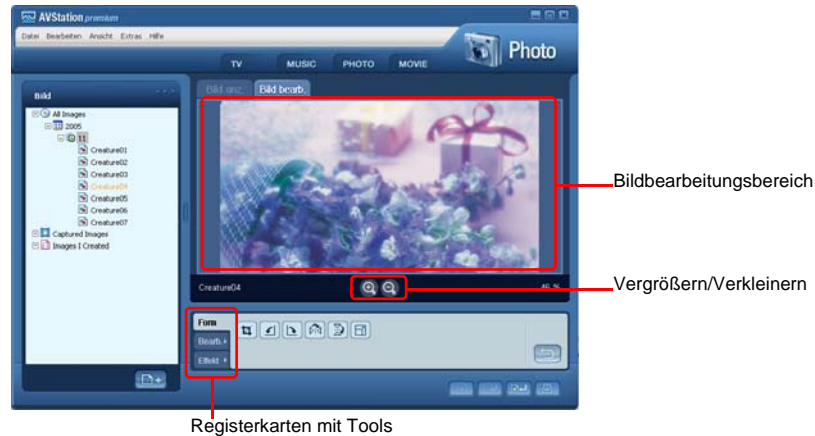 AVStation premium
Datei Bearbeiten Ansicht Extras Hilfe
Photo
TV MUSIC PHOTO MOVIE
Bild
Bild anz. Bild bearb.
All Images
2005
11
Creature01
Creature02
Creature03
Creature04
Creature05
Creature06
Creature07
Captured Images
Images I Created
Bildbearbeitungsbereich
Vergrößern/Verkleinern
Creature04
46 %
Form
Bearb.
Effekt
Registerkarten mit Tools